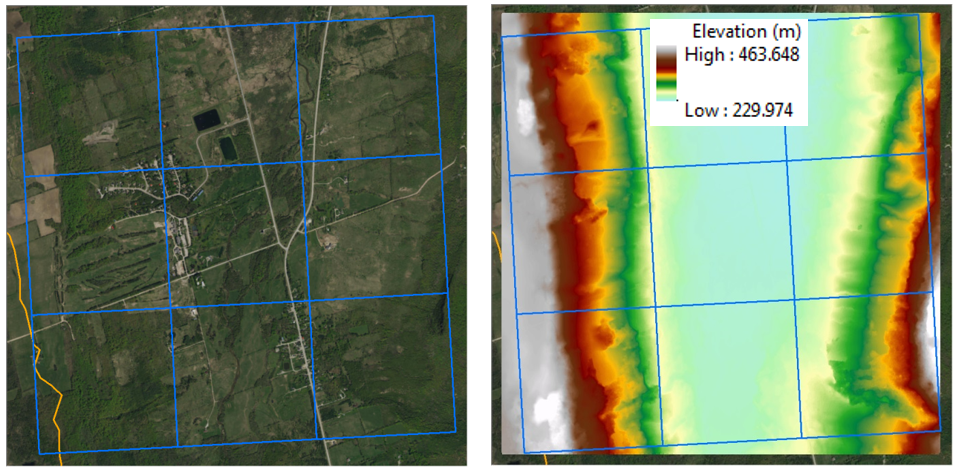 Elevation (m)
High : 463.648
Low : 229.974